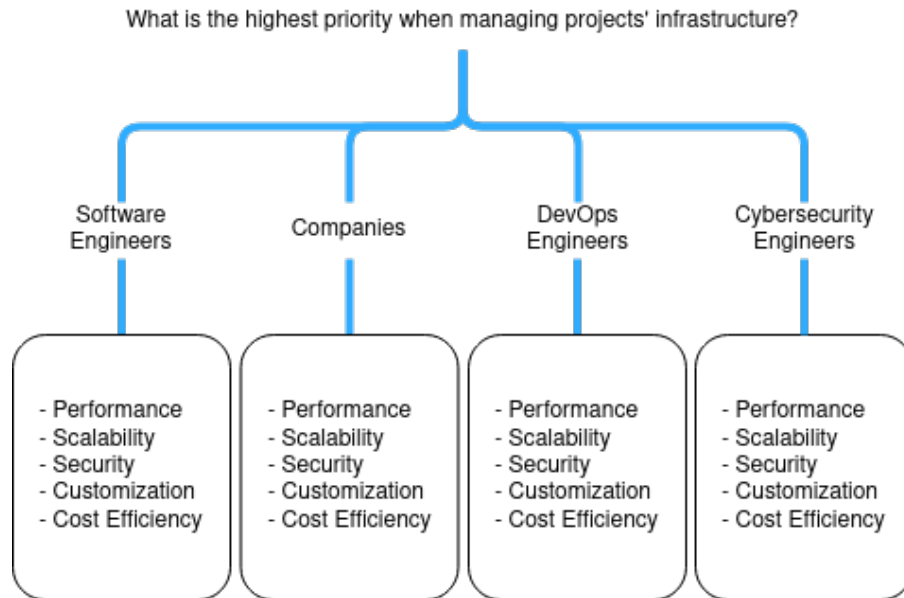 What is the highest priority when managing projects' infrastructure?
Software
Engineers
Companies
DevOps
Engineers
Cybersecurity
Engineers
- Performance
- Scalability
- Security
- Customization
- Cost Efficiency
- Performance
- Scalability
- Security
- Customization
- Cost Efficiency
- Performance
- Scalability
- Security
- Customization
- Cost Efficiency
- Performance
- Scalability
- Security
- Customization
- Cost Efficiency